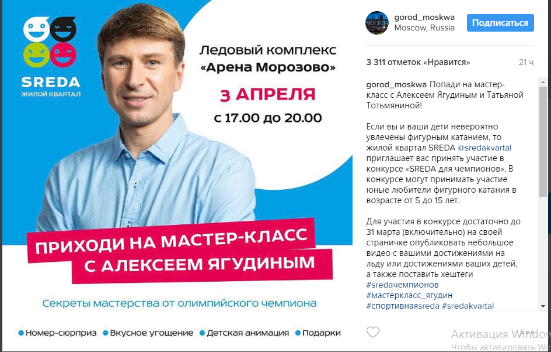 SREDA
ЖИЛОЙ КВАРТАЛ
Ледовый комплекс
«Арена Морозово»
3 АПРЕЛЯ
с 17.00 до 20.00
ПРИХОДИ НА МАСТЕР-КЛАСС
С АЛЕКСЕЕМ ЯГУДИНЫМ
Секреты мастерства от олимпийского чемпиона
Номер-сюрприз • Вкусное угощение • Детская анимация • Подарки
gorod_moskwa
Moscow, Russia
Подписаться
3 311 отметок «Нравится»
21 ч
gorod_moskwa Попади на мастер-
класс с Алексеем Ягудиным и Татьяной
Тотьмяниной!
Если вы и ваши дети невероятно
увлечены фигурным катанием, то
жилой квартал SREDA @sredakvartal
приглашает вас принять участие в
конкурсе «SREDA для чемпионов». В
конкурсе могут принимать участие
юные любители фигурного катания в
возрасте от 5 до 15 лет.
Для участия в конкурсе достаточно до
31 марта (включительно) на своей
страничке опубликовать небольшое
видео с вашими достижениями на
льду или достижениями ваших детей,
а также поставить хештеги
#sredaчемпионов
#мастеркласс_ягудин
#спортивнаяsreda #sredakvartal
Активация Window
Чтобы активировать Wi